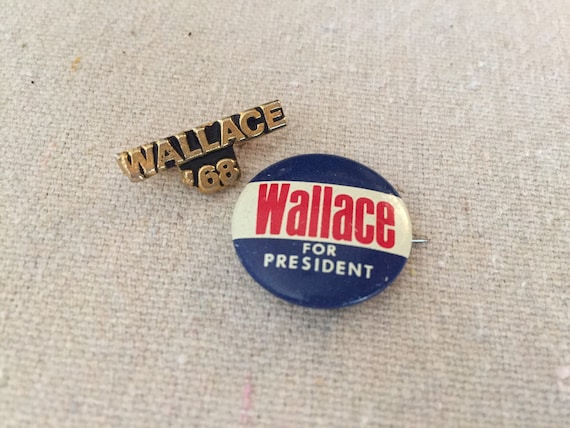 WALLACE
'68
Wallace
FOR
PRESIDENT